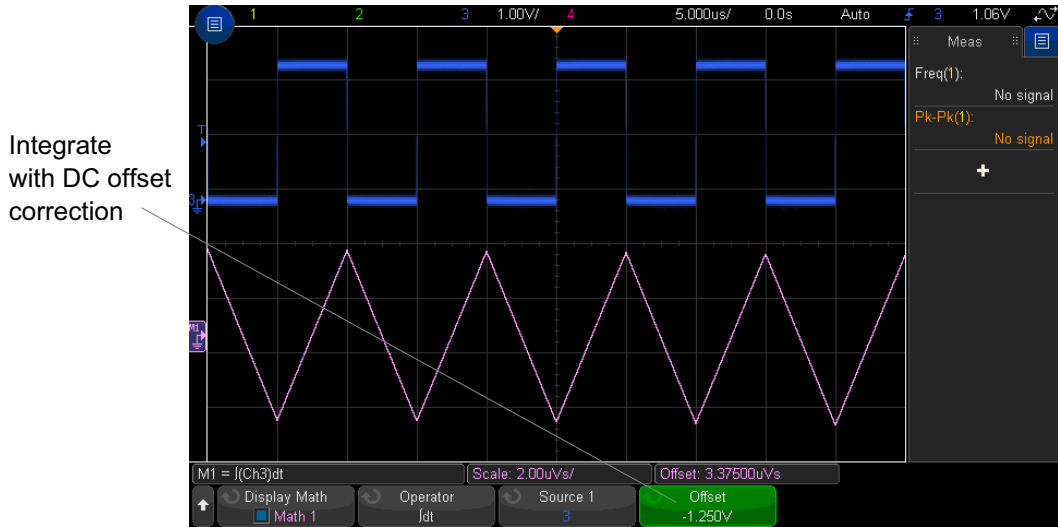 1 2 3 1.00V/ 4 5.000us/ 0.0s Auto 3 1.06V
Meas
Freq(1):
No signal
Pk-Pk(1):
No signal
+
T
3
M1
Integrate
with DC offset
correction
M1 = ∫(Ch3)dt Scale: 2.00uVs/ Offset: 3.37500uVs
Display Math Operator Source 1 Offset
Math 1 ∫dt 3 -1.250V